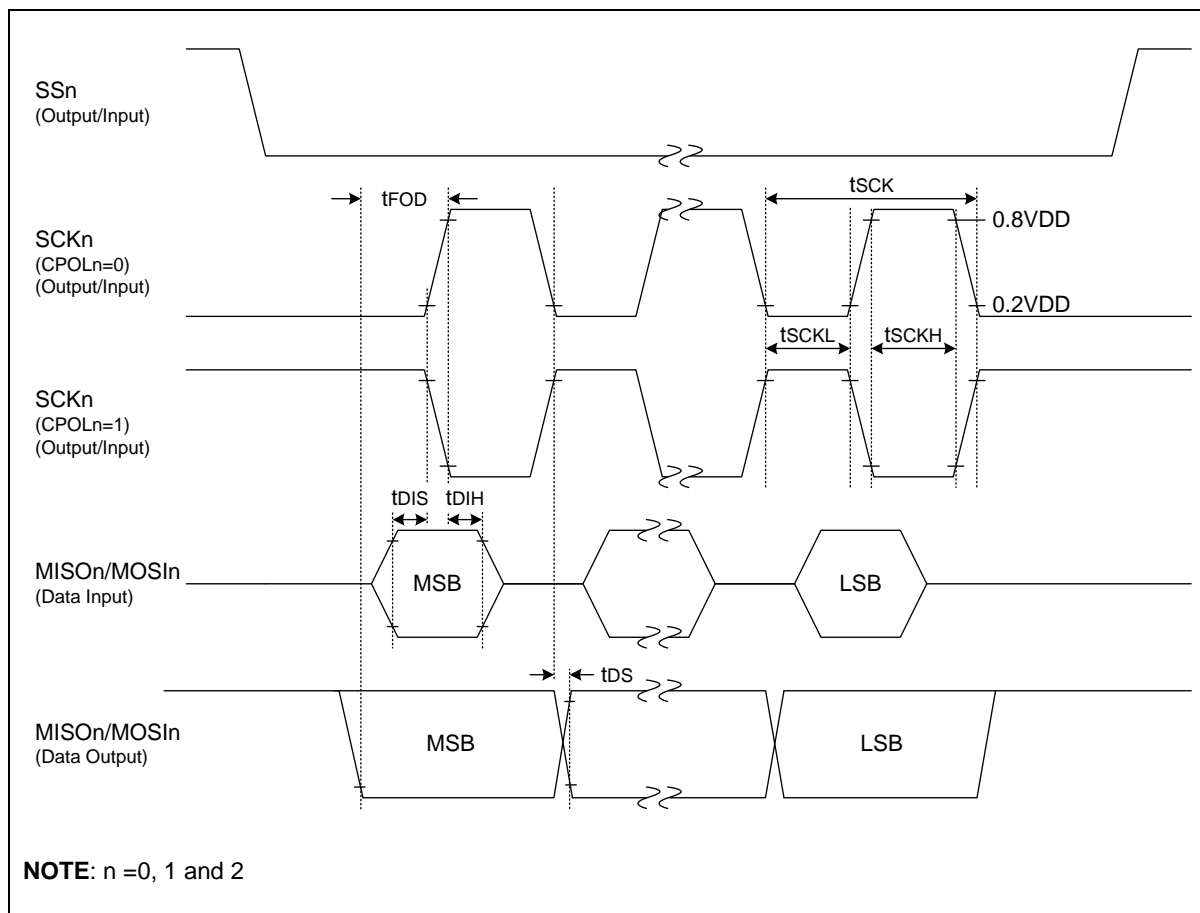 SSn
(Output/Input)
tFOD
tSCK
SCKn
(CPOLn=0)
(Output/Input)
0.8VDD
0.2VDD
tSCKL
tSCKH
SCKn
(CPOLn=1)
(Output/Input)
tDIS
tDIH
MISOn/MOSIn
(Data Input)
MSB
LSB
tDS
MISOn/MOSIn
(Data Output)
MSB
LSB
NOTE: n =0, 1 and 2